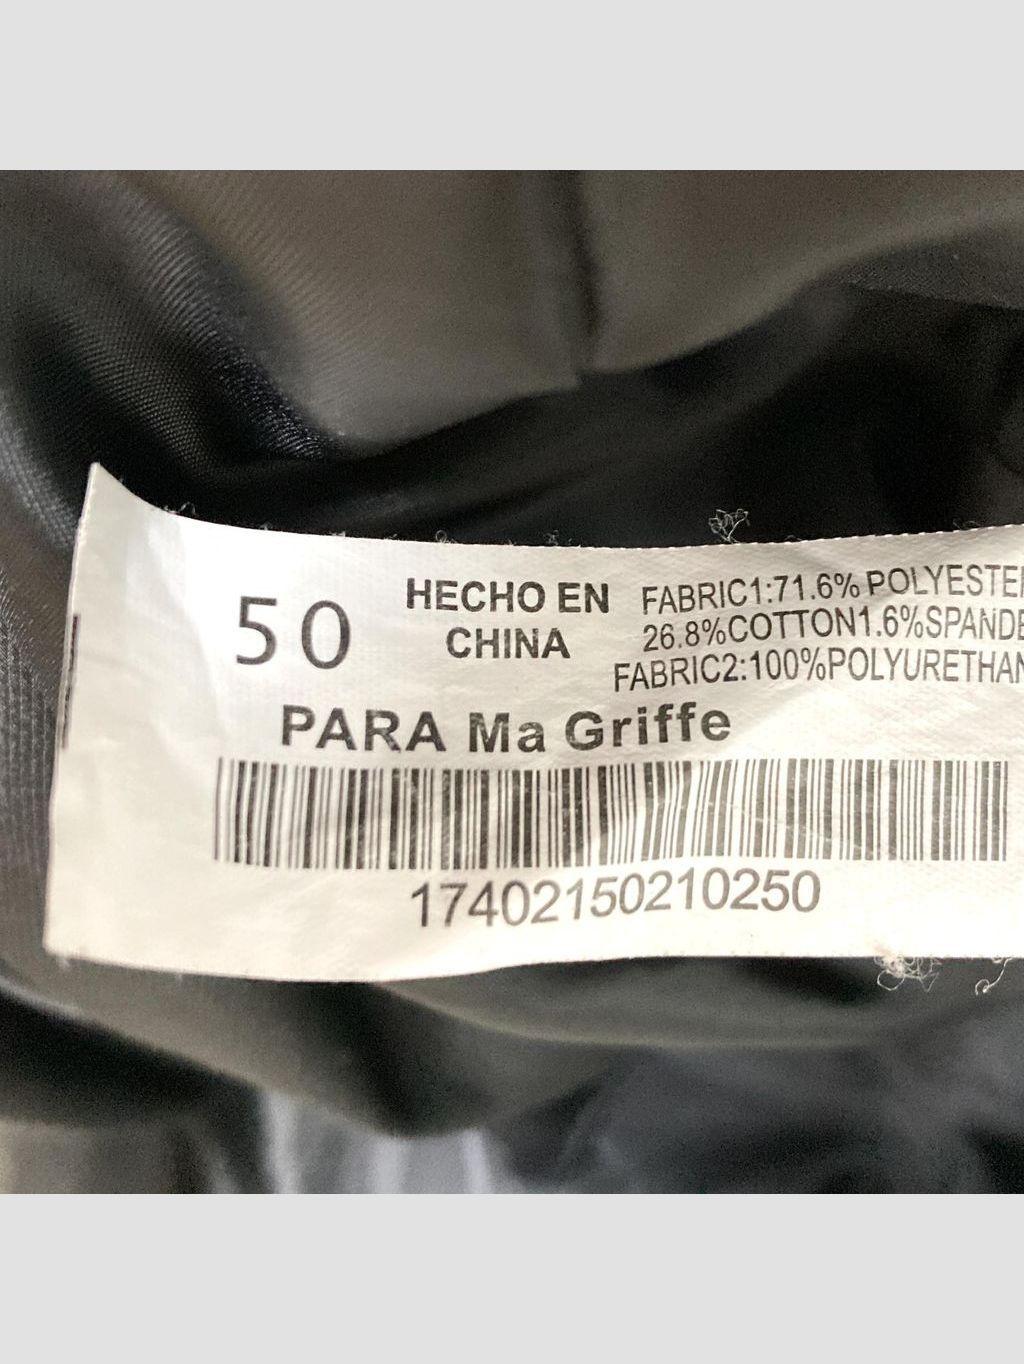 50
HECHO EN
CHINA
FABRIC1:71.6% POLYESTER
26.8%COTTON1.6%SPANDE
FABRIC2:100%POLYURETHAN
PARA Ma Griffe
17402150210250